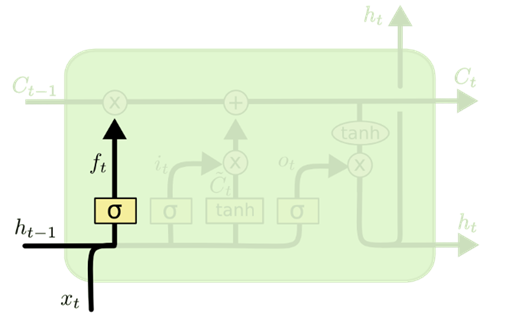 h_t
C_{t-1}
x
+
C_t
tanh
f_t
i_t
x
o_t
x
C̃_t
σ
σ
tanh
σ
h_{t-1}
h_t
x_t